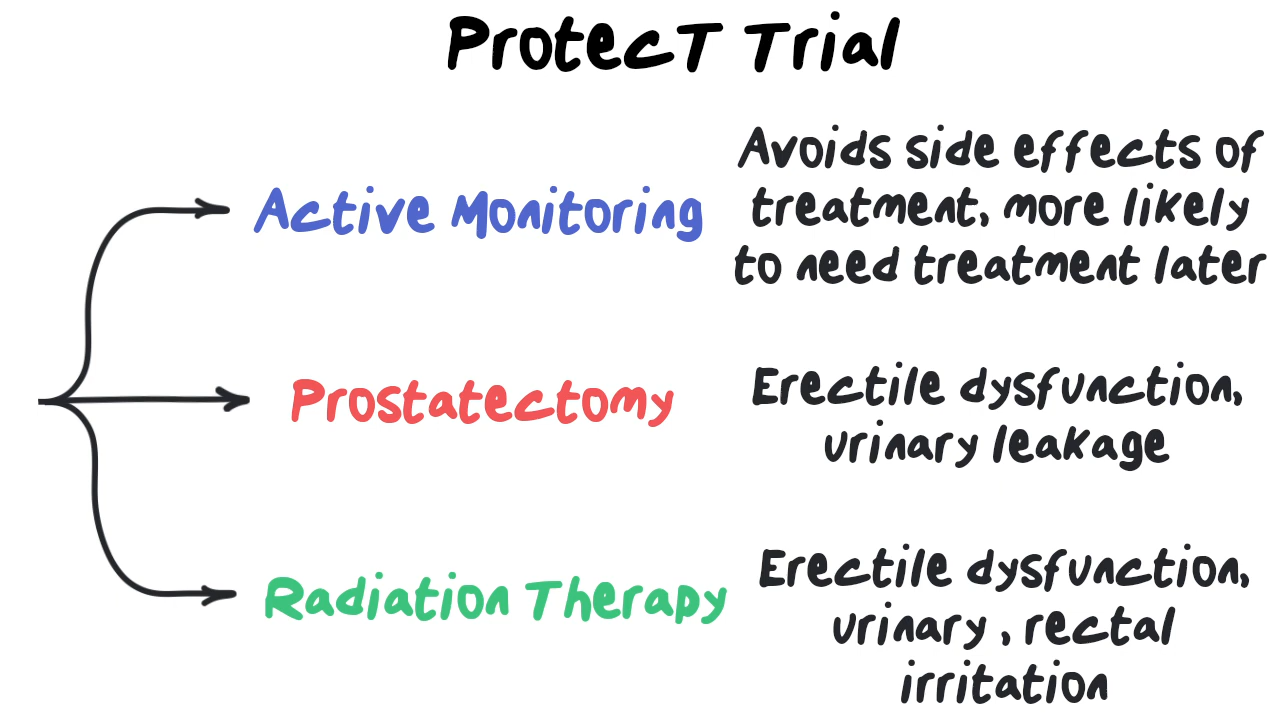 ProtecT Trial
Active Monitoring
Avoids side effects of
treatment, more likely
to need treatment later
Prostatectomy
Erectile dysfunction,
urinary leakage
Radiation Therapy
Erectile dysfunction,
urinary , rectal
irritation